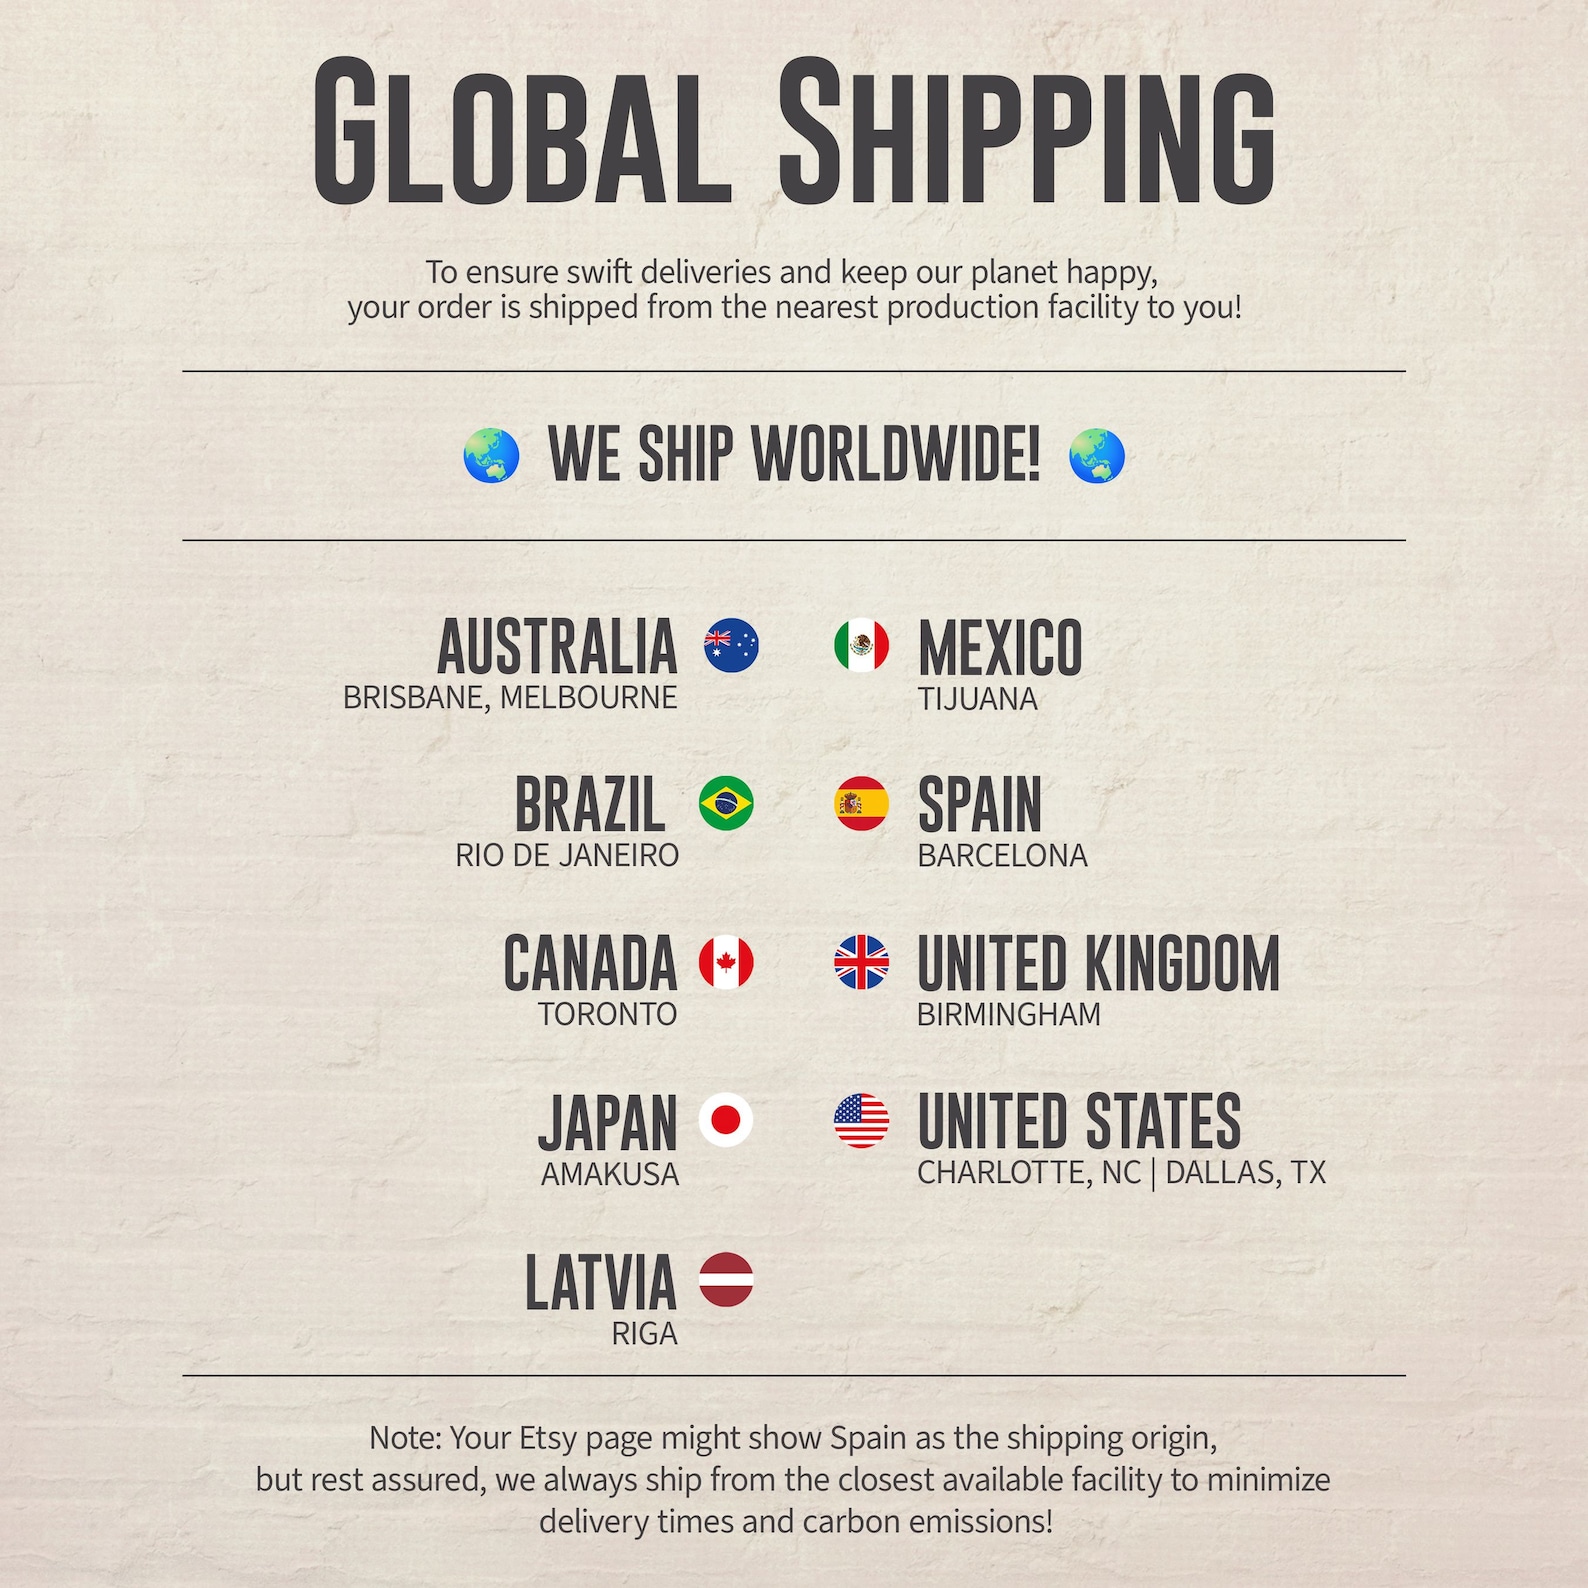 GLOBAL SHIPPING
To ensure swift deliveries and keep our planet happy,
your order is shipped from the nearest production facility to you!
WE SHIP WORLDWIDE!
AUSTRALIA
BRISBANE, MELBOURNE
BRAZIL
RIO DE JANEIRO
CANADA
TORONTO
JAPAN
AMAKUSA
LATVIA
RIGA
MEXICO
TIJUANA
SPAIN
BARCELONA
UNITED KINGDOM
BIRMINGHAM
UNITED STATES
CHARLOTTE, NC | DALLAS, TX
Note: Your Etsy page might show Spain as the shipping origin,
but rest assured, we always ship from the closest available facility to minimize
delivery times and carbon emissions!